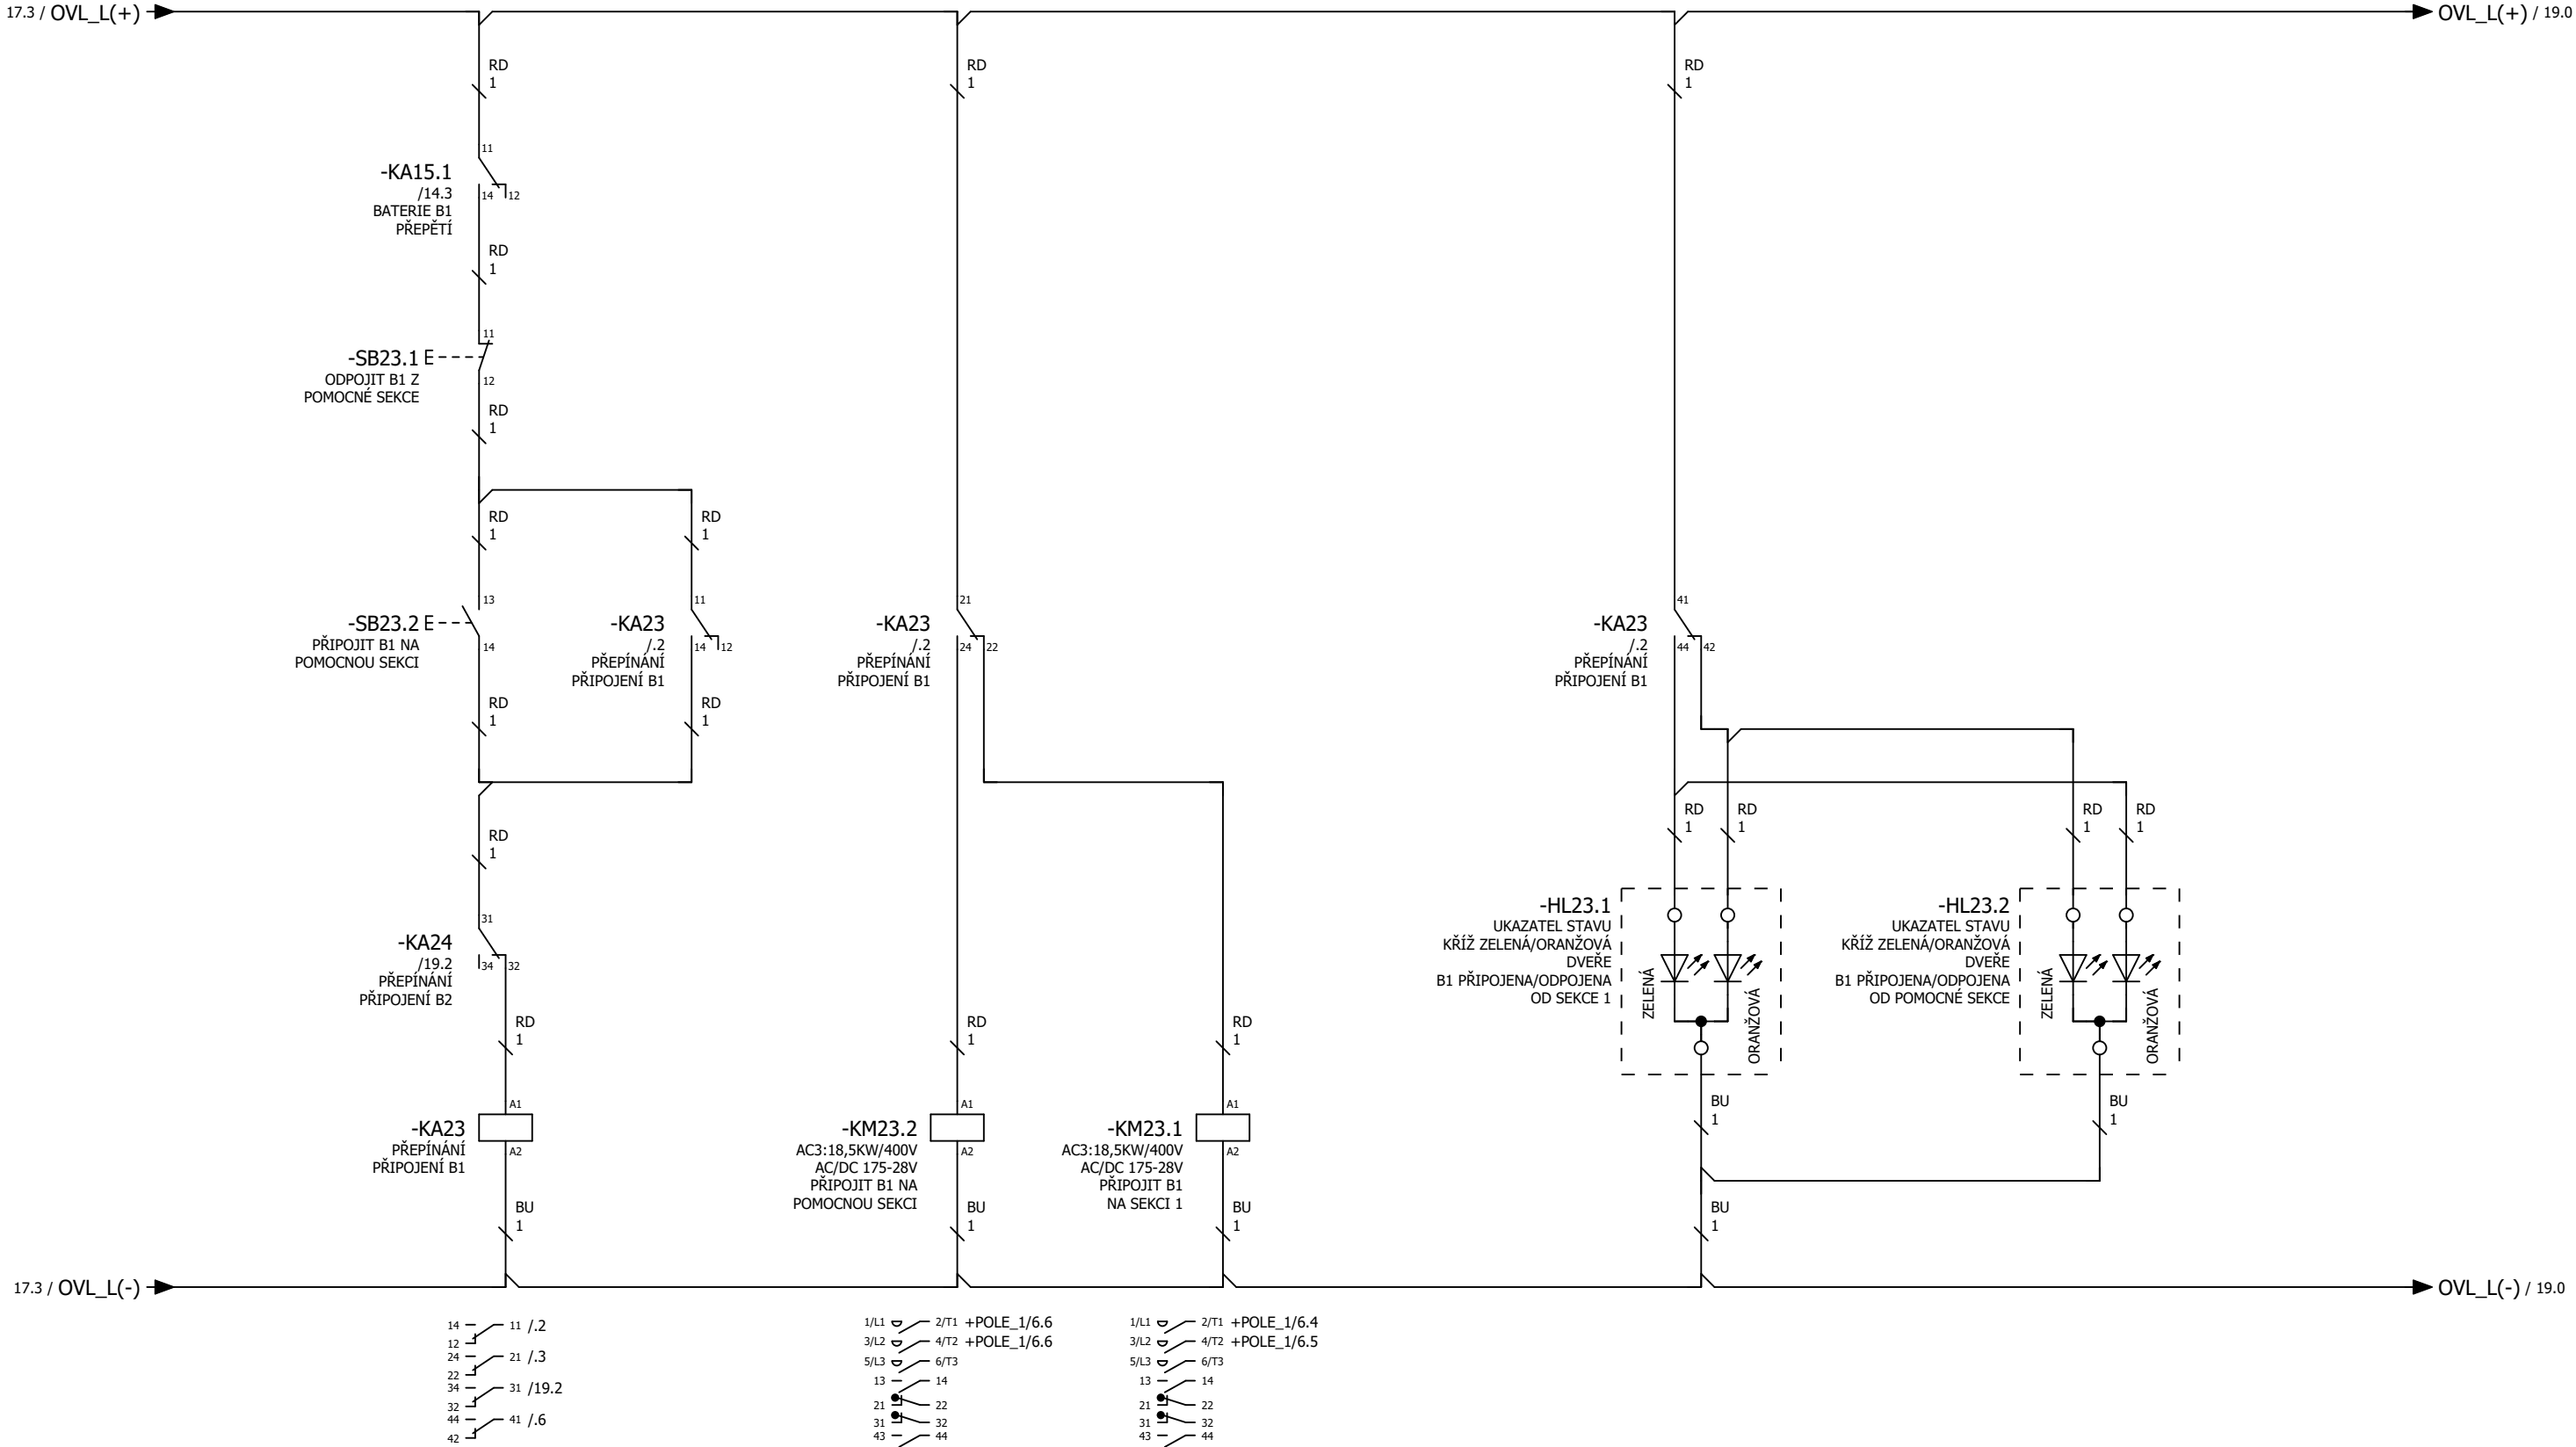 17.3 / OVL_L(+)
OVL_L(+) / 19.0
RD
1
RD
1
RD
1
11
-KA15.1
/14.3
BATERIE B1
PŘEPĚTÍ
14
12
RD
1
11
-SB23.1
ODPOJIT B1 Z
POMOCNÉ SEKCE
12
RD
1
RD
1
RD
1
13
-SB23.2
PŘIPOJIT B1 NA
POMOCNOU SEKCI
14
11
-KA23
/.2
PŘEPÍNÁNÍ
PŘIPOJENÍ B1
14
12
21
-KA23
/.2
PŘEPÍNÁNÍ
PŘIPOJENÍ B1
24
22
41
-KA23
/.2
PŘEPÍNÁNÍ
PŘIPOJENÍ B1
44
42
RD
1
RD
1
RD
1
RD
1
RD
1
RD
1
RD
1
31
-KA24
/19.2
PŘEPÍNÁNÍ
PŘIPOJENÍ B2
34
32
-HL23.1
UKAZATEL STAVU
KŘÍŽ ZELENÁ/ORANŽOVÁ
DVEŘE
B1 PŘIPOJENA/ODPOJENA
OD SEKCE 1
ZELENÁ
ORANŽOVÁ
-HL23.2
UKAZATEL STAVU
KŘÍŽ ZELENÁ/ORANŽOVÁ
DVEŘE
B1 PŘIPOJENA/ODPOJENA
OD POMOCNÉ SEKCE
ZELENÁ
ORANŽOVÁ
RD
1
RD
1
RD
1
A1
-KA23
PŘEPÍNÁNÍ
PŘIPOJENÍ B1
A2
A1
-KM23.2
AC3:18,5KW/400V
AC/DC 175-28V
PŘIPOJIT B1 NA
POMOCNOU SEKCI
A2
A1
-KM23.1
AC3:18,5KW/400V
AC/DC 175-28V
PŘIPOJIT B1
NA SEKCI 1
A2
BU
1
BU
1
BU
1
BU
1
BU
1
BU
1
17.3 / OVL_L(-)
OVL_L(-) / 19.0
14 11 /.2
12
24 21 /.3
22
34 31 /19.2
32
44 41 /.6
42
1/L1 2/T1 +POLE_1/6.6
3/L2 4/T2 +POLE_1/6.6
5/L3 6/T3
13 14
21 22
31 32
43 44
1/L1 2/T1 +POLE_1/6.4
3/L2 4/T2 +POLE_1/6.5
5/L3 6/T3
13 14
21 22
31 32
43 44